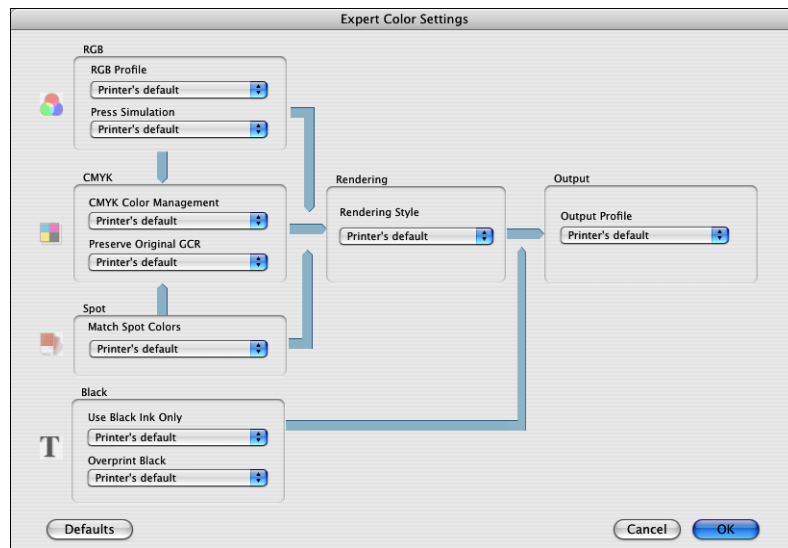 Expert Color Settings
RGB
RGB Profile
Printer's default
Press Simulation
Printer's default
CMYK
CMYK Color Management
Printer's default
Preserve Original GCR
Printer's default
Rendering
Rendering Style
Printer's default
Output
Output Profile
Printer's default
Spot
Match Spot Colors
Printer's default
Black
Use Black Ink Only
Printer's default
T
Overprint Black
Printer's default
Defaults
Cancel
OK